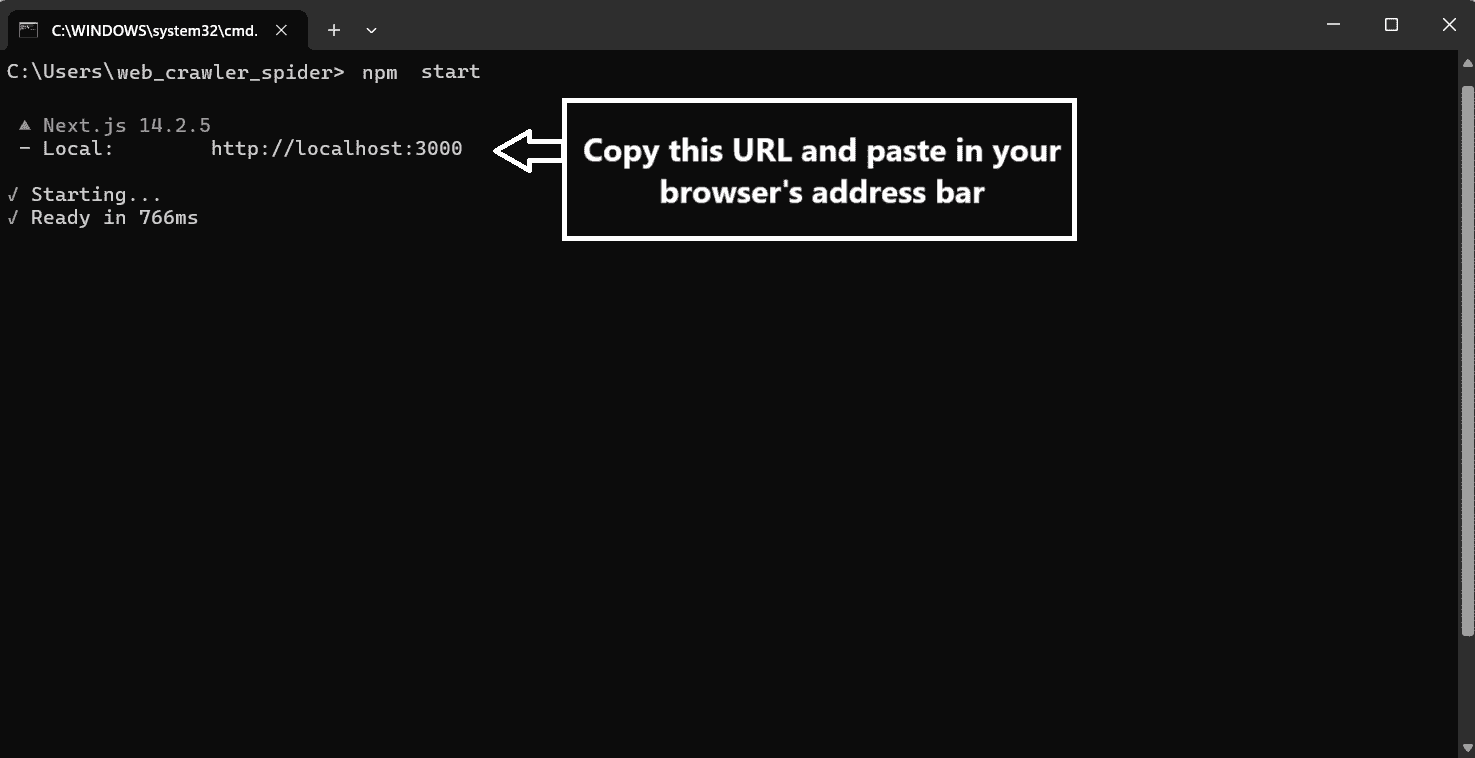 C:\WINDOWS\system32\cmd.
C:\Users\web_crawler_spider> npm start
▲ Next.js 14.2.5
- Local: http://localhost:3000
Copy this URL and paste in your
browser's address bar
√ Starting...
√ Ready in 766ms